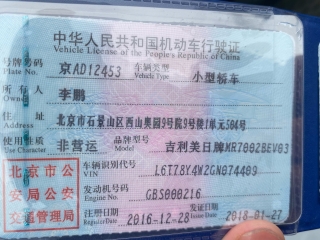 中华人民共和国机动车行驶证
Vehicle License of the People's Republic of China
号牌号码 京AD12453 车辆类型 小型轿车
Plate No. Vehicle Type
所有人 李鹏
Owner
住址 北京市石景山区西山奥园9号院9号楼1单元504号
Address
使用性质 非营运 品牌型号 吉利美日牌MR7002BEV03
Use Character Model
车辆识别代号 L6T78Y4W2GN074409
VIN
发动机号码 GBS000216
Engine No.
注册日期 2016-12-28 发证日期 2018-01-27
Register Date Issue Date
北京市公
安局公安
交通管理局